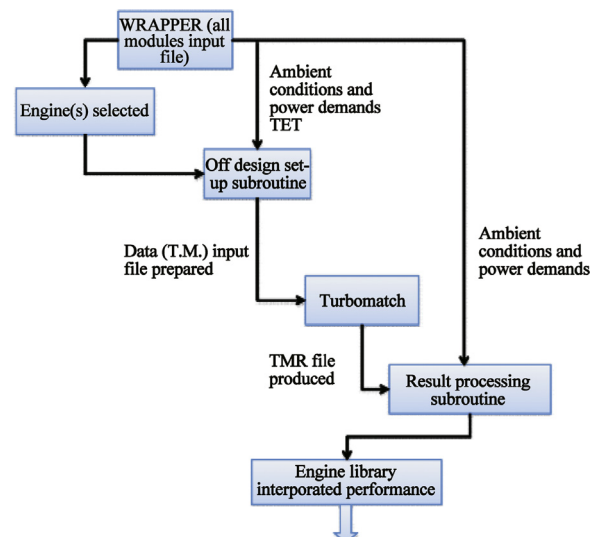 WRAPPER (all
modules input
file)
Engine(s) selected
Ambient
conditions and
power demands
TET
Off design set-
up subroutine
Data (T.M.) input
file prepared
Ambient
conditions and
power demands
Turbomatch
TMR file
produced
Result processing
subroutine
Engine library
interporated performance